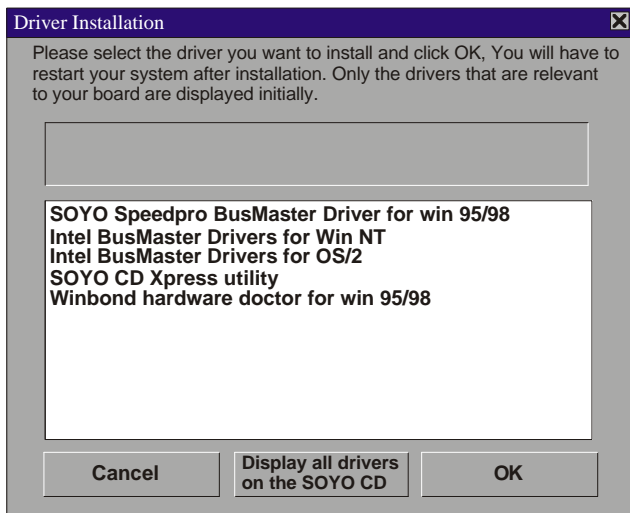 Driver Installation
Please select the driver you want to install and click OK, You will have to
restart your system after installation. Only the drivers that are relevant
to your board are displayed initially.
SOYO Speedpro BusMaster Driver for win 95/98
Intel BusMaster Drivers for Win NT
Intel BusMaster Drivers for OS/2
SOYO CD Xpress utility
Winbond hardware doctor for win 95/98
Cancel
Display all drivers
on the SOYO CD
OK